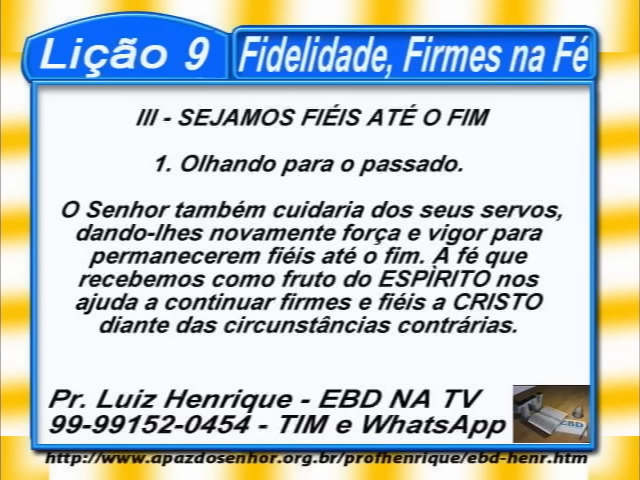 Lição 9
Fidelidade, Firmes na Fé
III - SEJAMOS FIÉIS ATÉ O FIM
1. Olhando para o passado.
O Senhor também cuidaria dos seus servos,
dando-lhes novamente força e vigor para
permanecerem fiéis até o fim. A fé que
recebemos como fruto do ESPÍRITO nos
ajuda a continuar firmes e fiéis a CRISTO
diante das circunstâncias contrárias.
Pr. Luiz Henrique - EBD NA TV
99-99152-0454 - TIM e WhatsApp
EBD
http://www.apazdosenhor.org.br/profhenrique/ebd-henr.htm